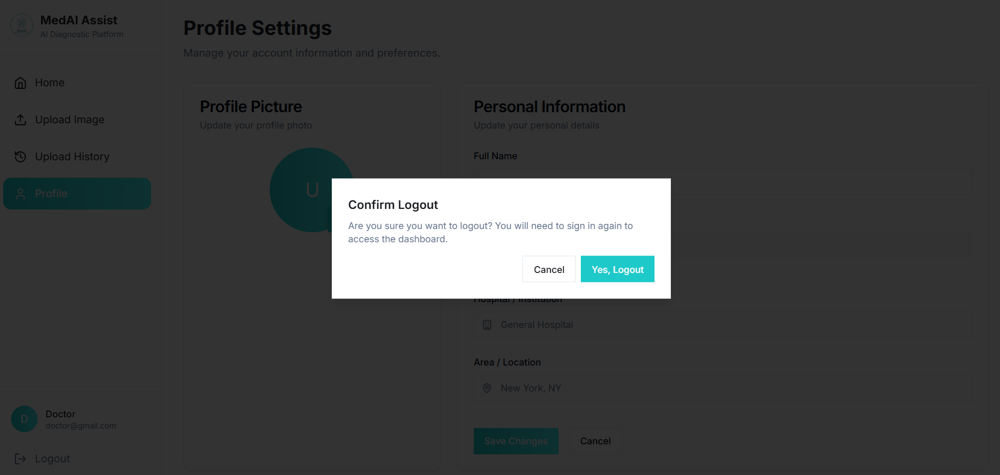 MedAI Assist
AI Diagnostic Platform
Home
Upload Image
Upload History
Profile
D
Doctor
doctor@gmail.com
Logout
Profile Settings
Manage your account information and preferences.
Profile Picture
Update your profile photo
U
Personal Information
Update your personal details
Full Name
Confirm Logout
Are you sure you want to logout? You will need to sign in again to
access the dashboard.
Cancel
Yes, Logout
Hospital / Institution
General Hospital
Area / Location
New York, NY
Save Changes
Cancel